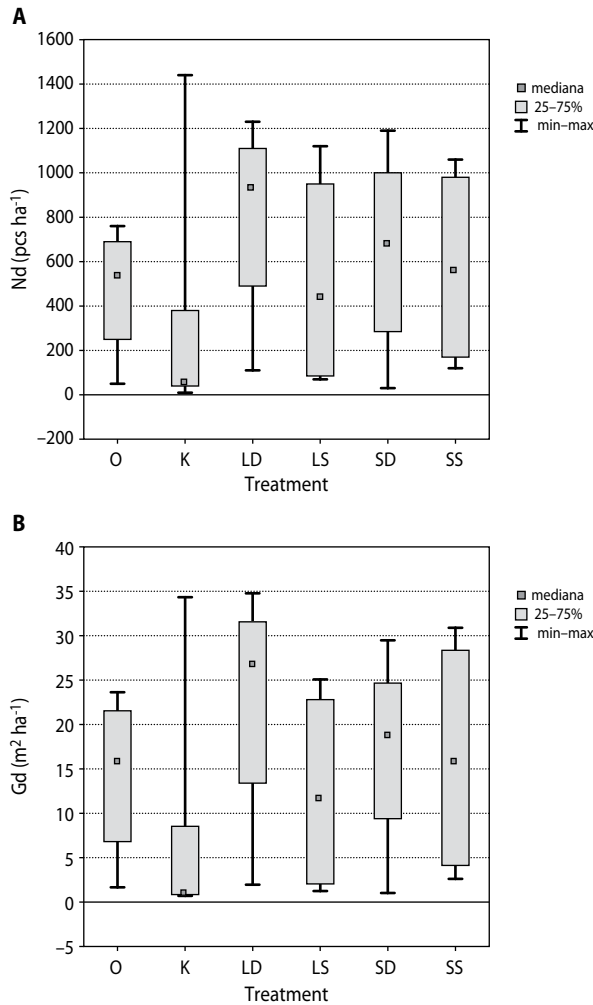 A
1600
1400
1200
1000
800
600
400
200
0
–200
Nd (pcs ha⁻¹)
O K LD LS SD SS
Treatment
mediana
25–75%
min–max
B
40
35
30
25
20
15
10
5
0
–5
Gd (m² ha⁻¹)
O K LD LS SD SS
Treatment
mediana
25–75%
min–max